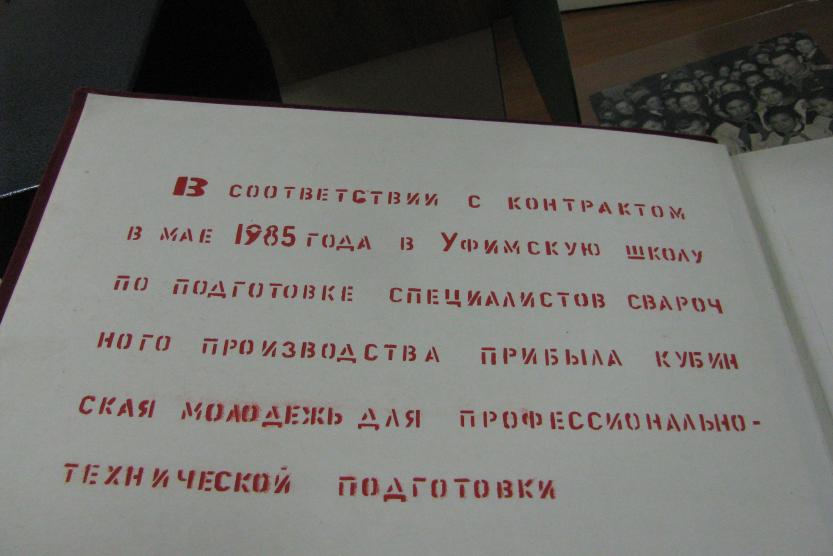 В СООТВЕТСТВИИ С КОНТРАКТОМ
В МАЕ 1985 ГОДА В УФИМСКУЮ ШКОЛУ
ПО ПОДГОТОВКЕ СПЕЦИАЛИСТОВ СВАРОЧ
НОГО ПРОИЗВОДСТВА ПРИБЫЛА КУБИН
СКАЯ МОЛОДЕЖЬ ДЛЯ ПРОФЕССИОНАЛЬНО-
ТЕХНИЧЕСКОЙ ПОДГОТОВКИ